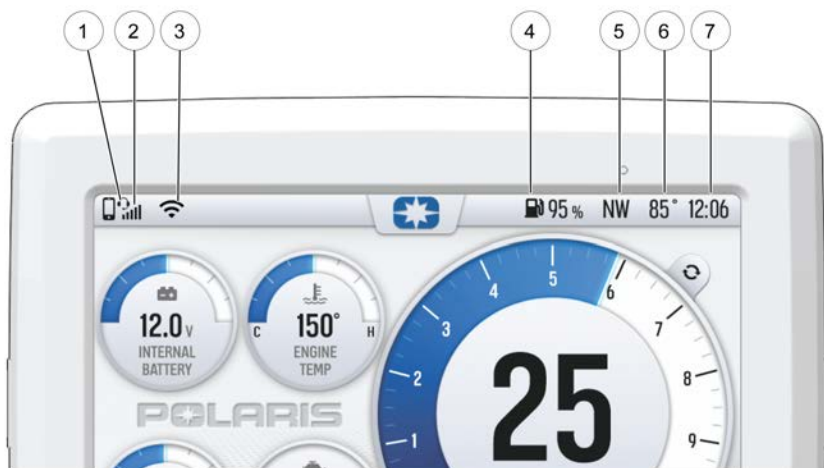 1 2 3 4 5 6 7
95 % NW 85° 12:06
12.0 V
INTERNAL
BATTERY
C 150° H
ENGINE
TEMP
POLARIS
1 2 3 4 5 6 7 8 9
25